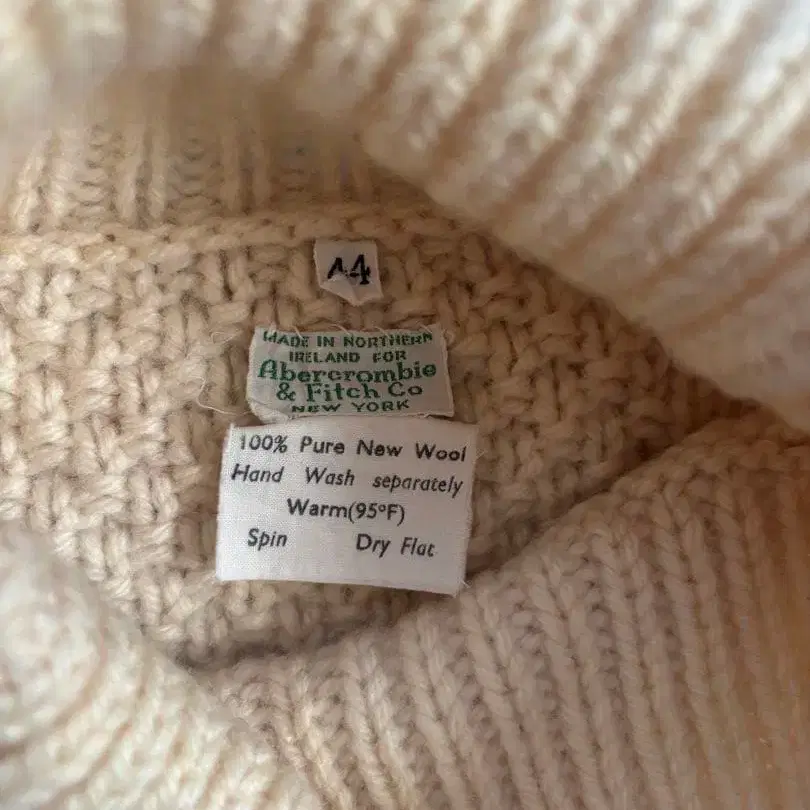 44
MADE IN NORTHERN
IRELAND FOR
Abercrombie
& Fitch Co
NEW YORK
100% Pure New Wool
Hand Wash separately
Warm(95°F)
Spin Dry Flat